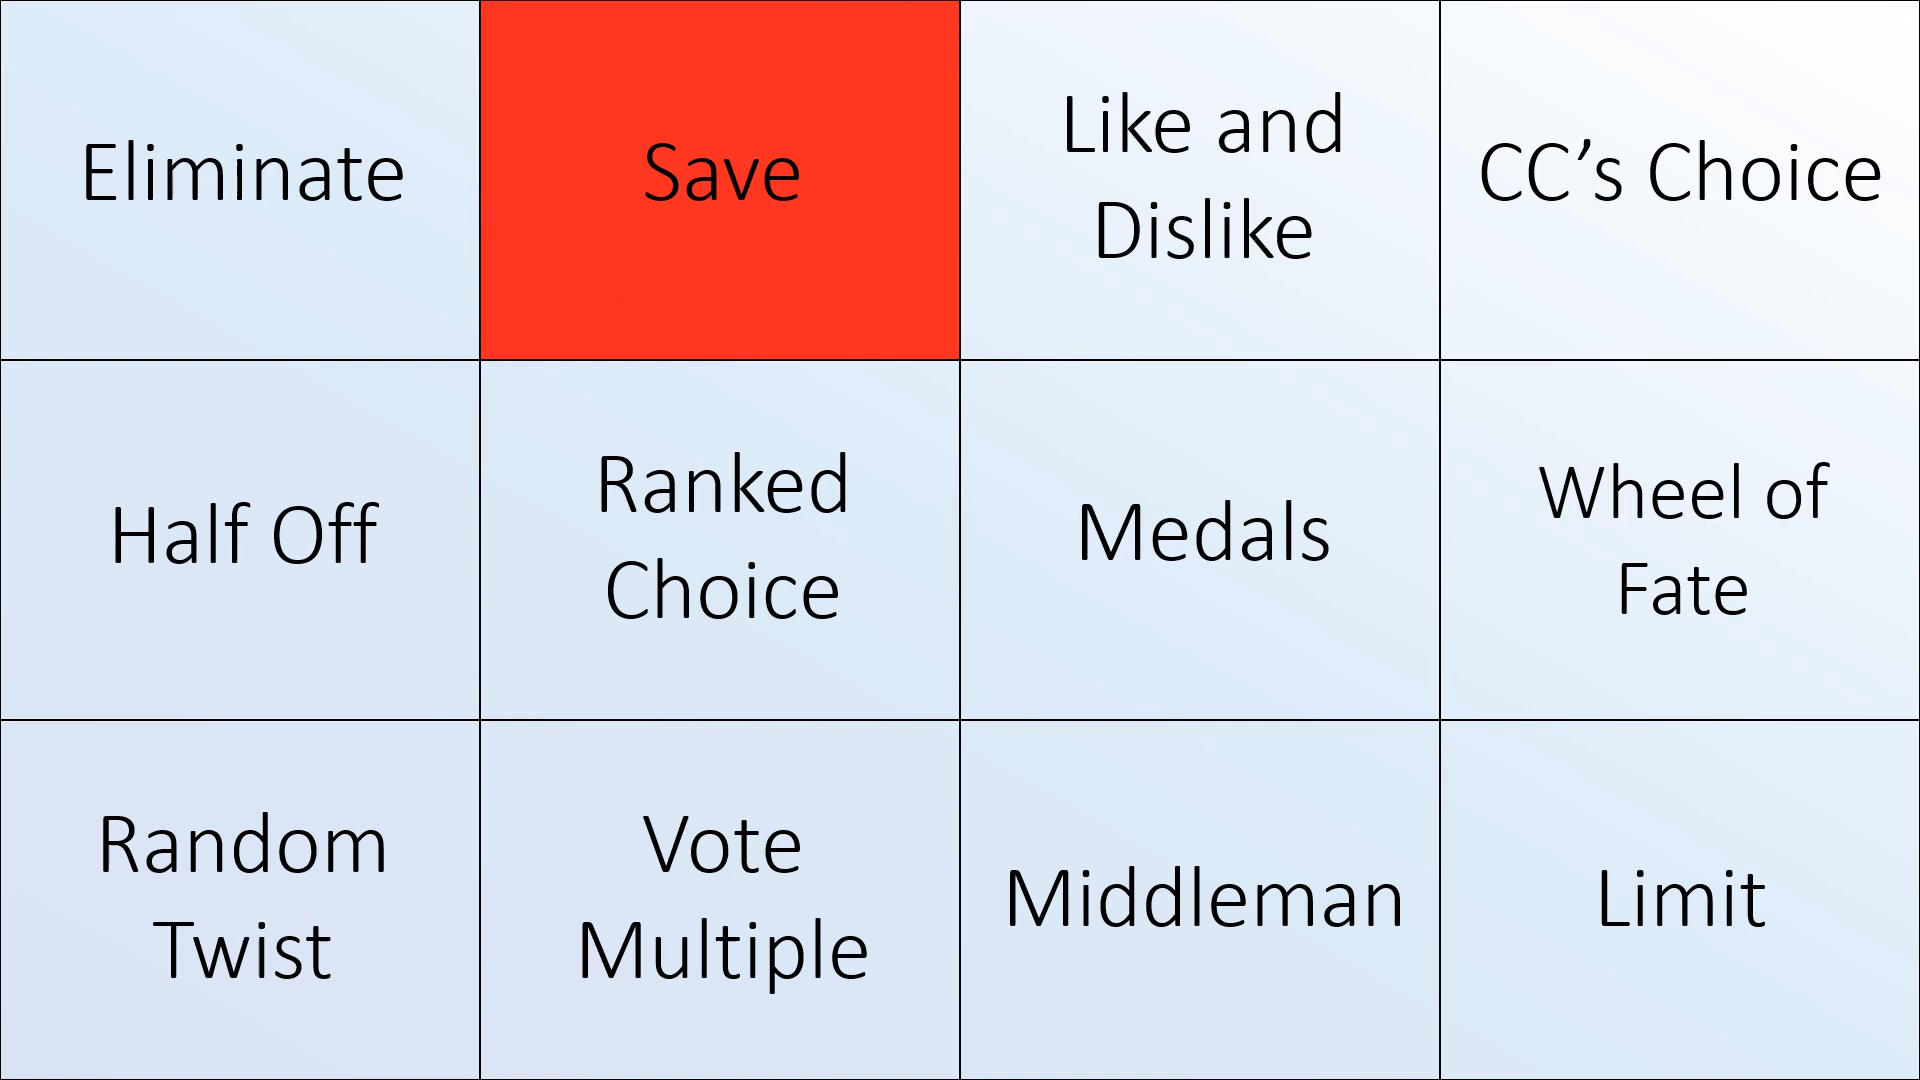 Eliminate
Save
Like and
Dislike
CC’s Choice
Half Off
Ranked
Choice
Medals
Wheel of
Fate
Random
Twist
Vote
Multiple
Middleman
Limit